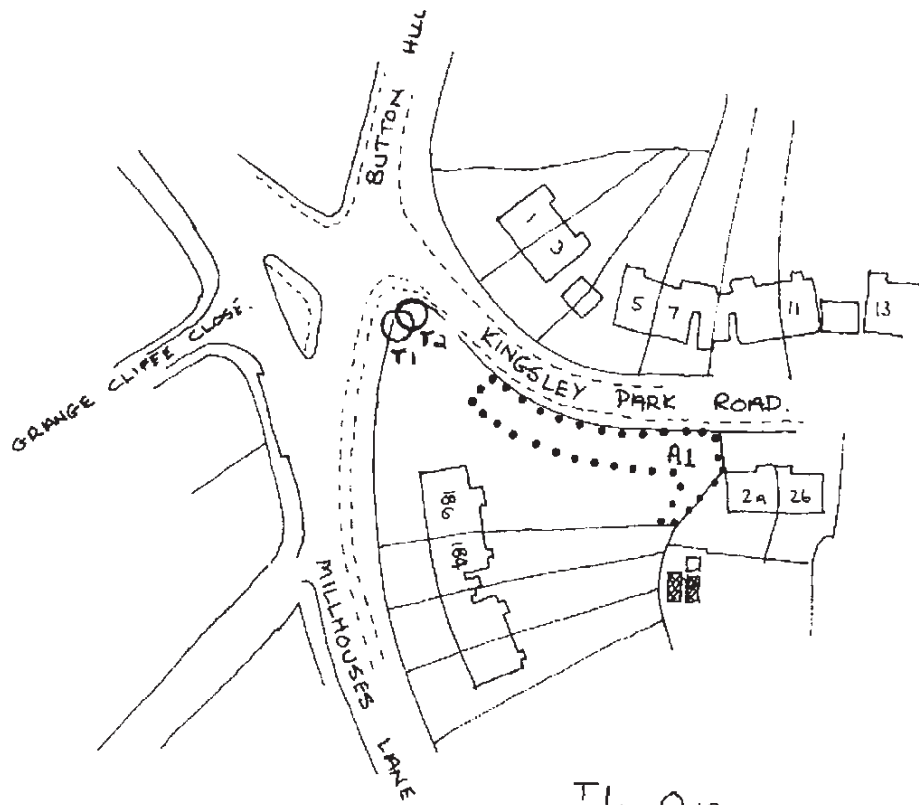 BUTTON HILL
1
3
5
7
11
13
GRANGE CLIFFE CLOSE.
T1
T2
KINGSLEY PARK ROAD.
A1
2A
26
186
184
MILLHOUSES LANE